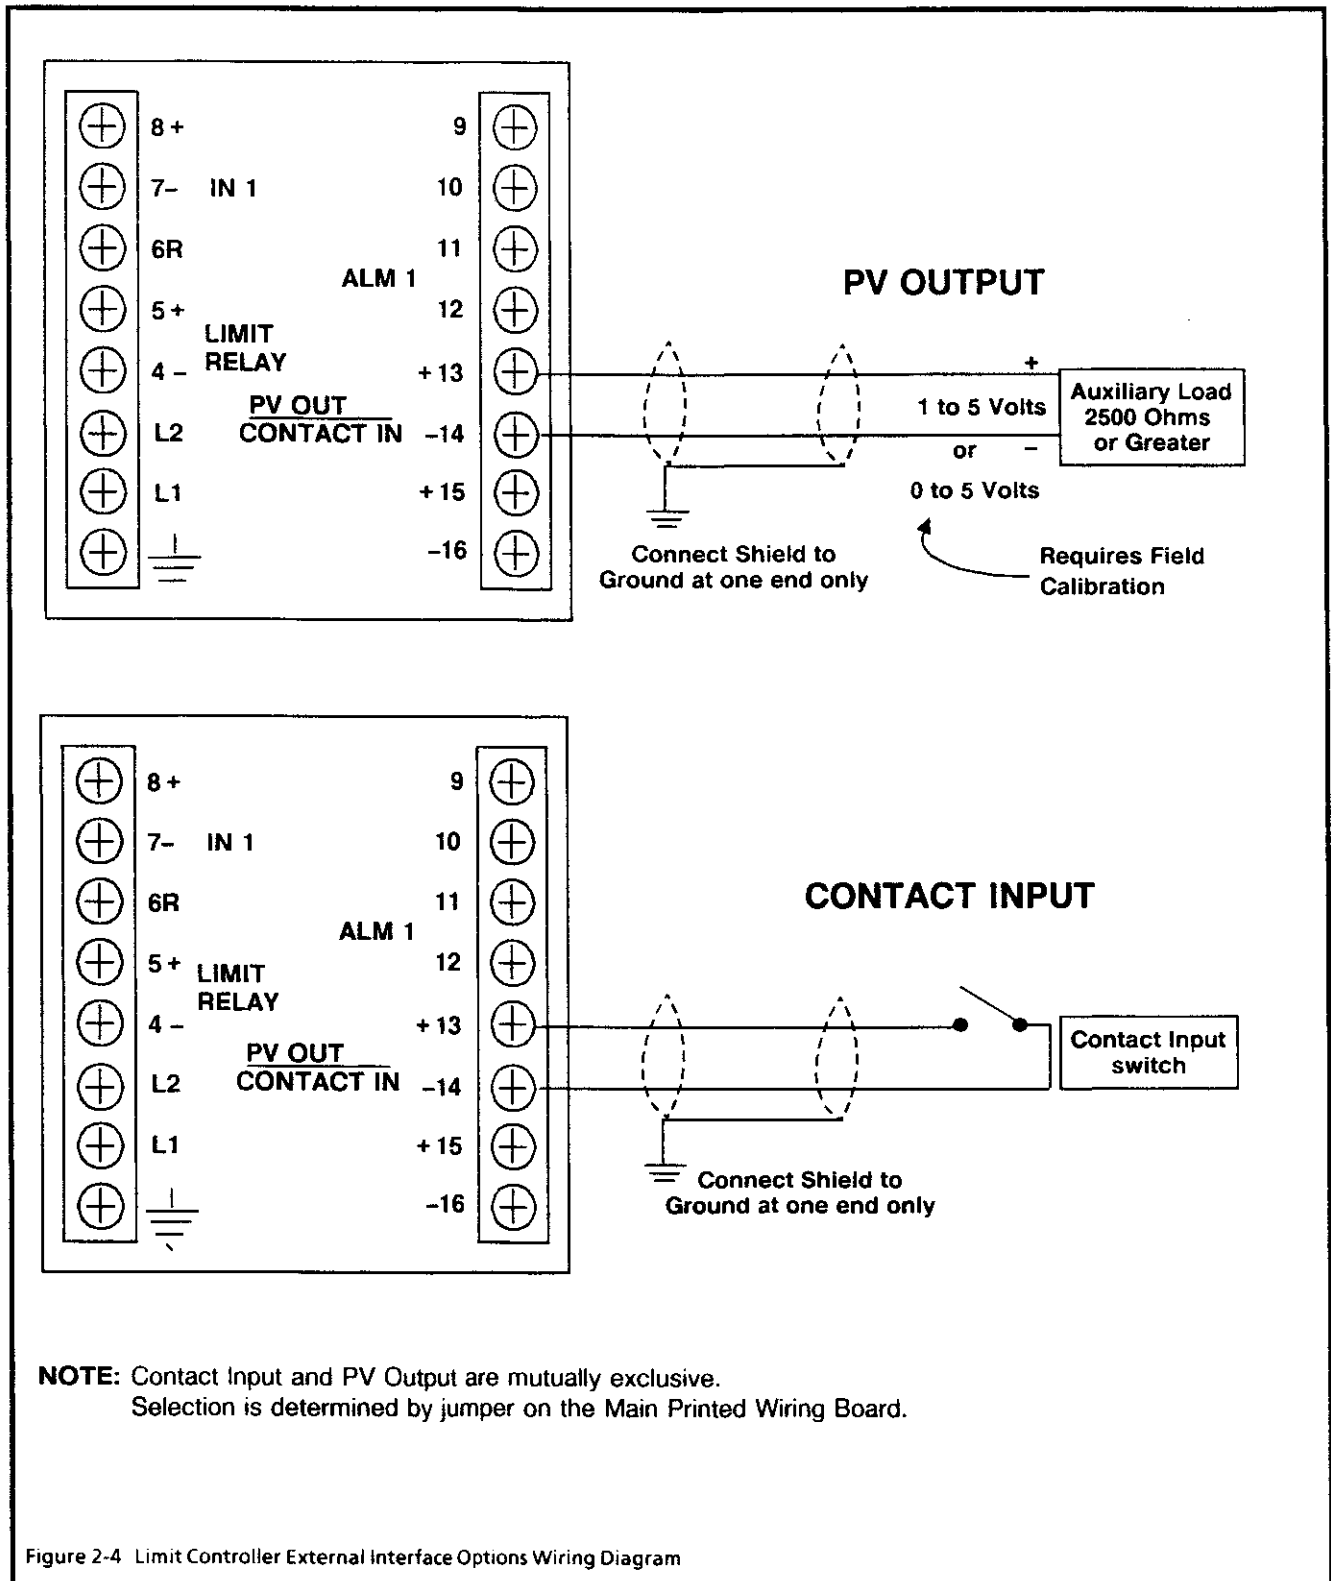 8 +
9
7– IN 1
10
6R
11
ALM 1
5 +
12
LIMIT
RELAY
4 –
+ 13
PV OUT
CONTACT IN
L2
–14
L1
+ 15
–16
PV OUTPUT
+
1 to 5 Volts
or –
0 to 5 Volts
Auxiliary Load
2500 Ohms
or Greater
Connect Shield to
Ground at one end only
Requires Field
Calibration
8 +
9
7– IN 1
10
6R
11
ALM 1
5 +
12
LIMIT
RELAY
4 –
+ 13
PV OUT
CONTACT IN
L2
–14
L1
+ 15
–16
CONTACT INPUT
Contact Input
switch
Connect Shield to
Ground at one end only
NOTE: Contact Input and PV Output are mutually exclusive.
Selection is determined by jumper on the Main Printed Wiring Board.
Figure 2-4 Limit Controller External Interface Options Wiring Diagram